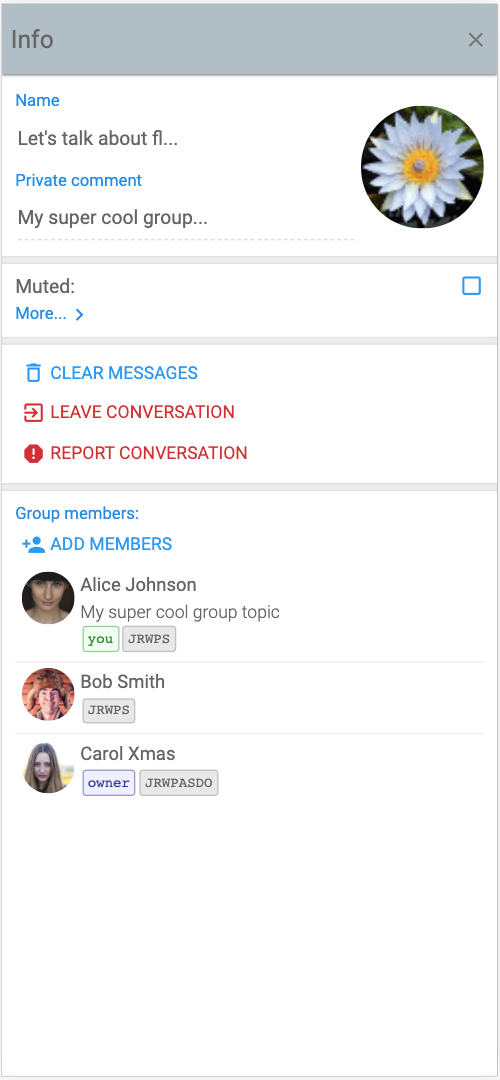 Info
Name
Let's talk about fl...
Private comment
My super cool group...
Muted:
More...
CLEAR MESSAGES
LEAVE CONVERSATION
REPORT CONVERSATION
Group members:
ADD MEMBERS
Alice Johnson
My super cool group topic
you JRWPS
Bob Smith
JRWPS
Carol Xmas
owner JRWPASDO